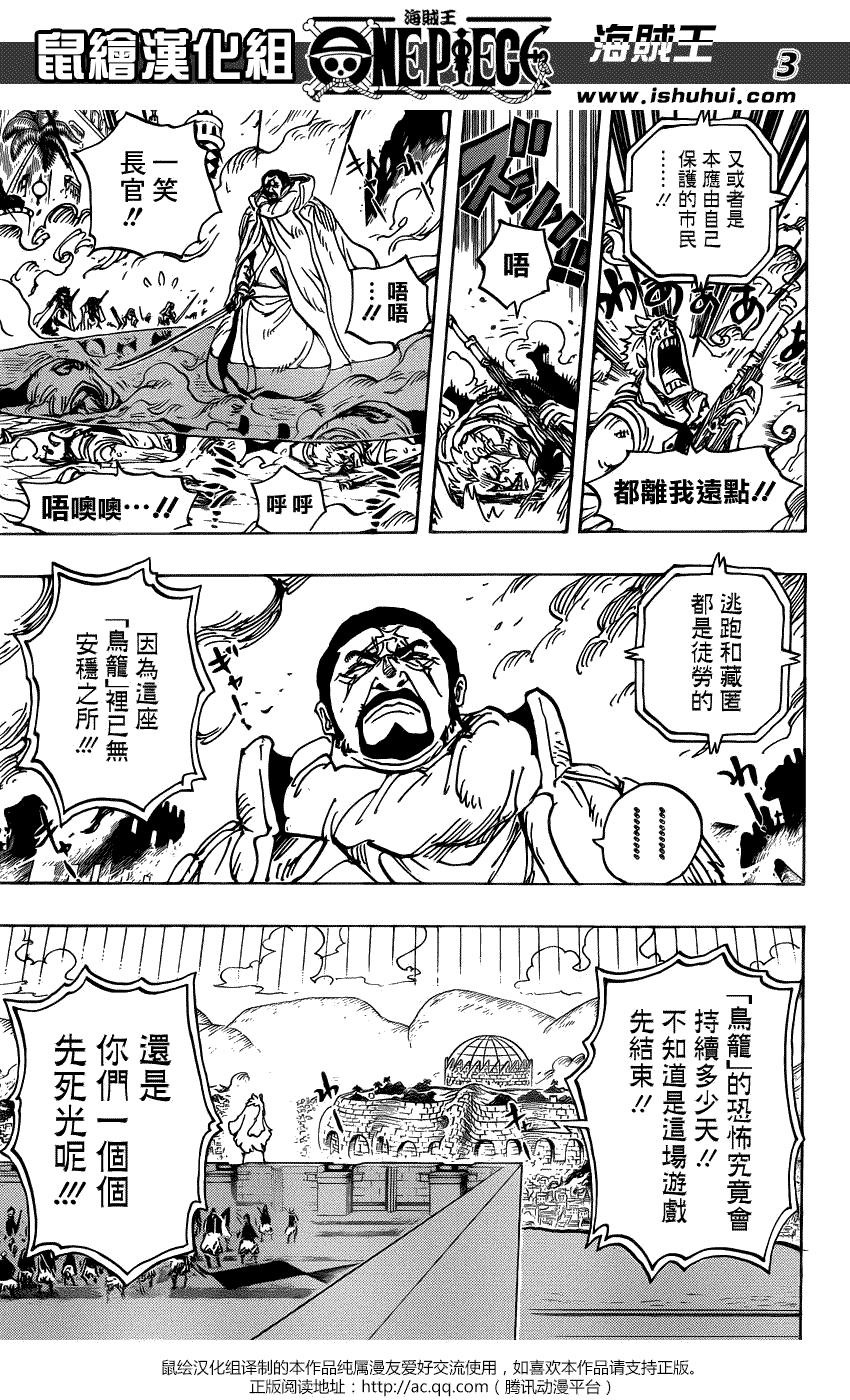 鼠繪漢化組
海賊王
ONE PIECE
海賊王
3
www.ishuhui.com
又或者是
本應由自己
保護的市民
……!!
あああ
わ
都離我遠點!!
ズズズ
唔
一笑
長官!!
唔唔
…!!
呼呼
唔噢噢…!!
逃跑和藏匿
都是徒勞的
………
………
因為這座
「鳥籠」裡已無
安穩之所!!!
「鳥籠」的恐怖究竟會
持續多少天!!
不知道是這場遊戲
先結束!!
還是
你們一個個
先死光呢!!!
鼠绘汉化组译制的本作品纯属漫友爱好交流使用，如喜欢本作品请支持正版。
正版阅读地址：http://ac.qq.com（腾讯动漫平台）